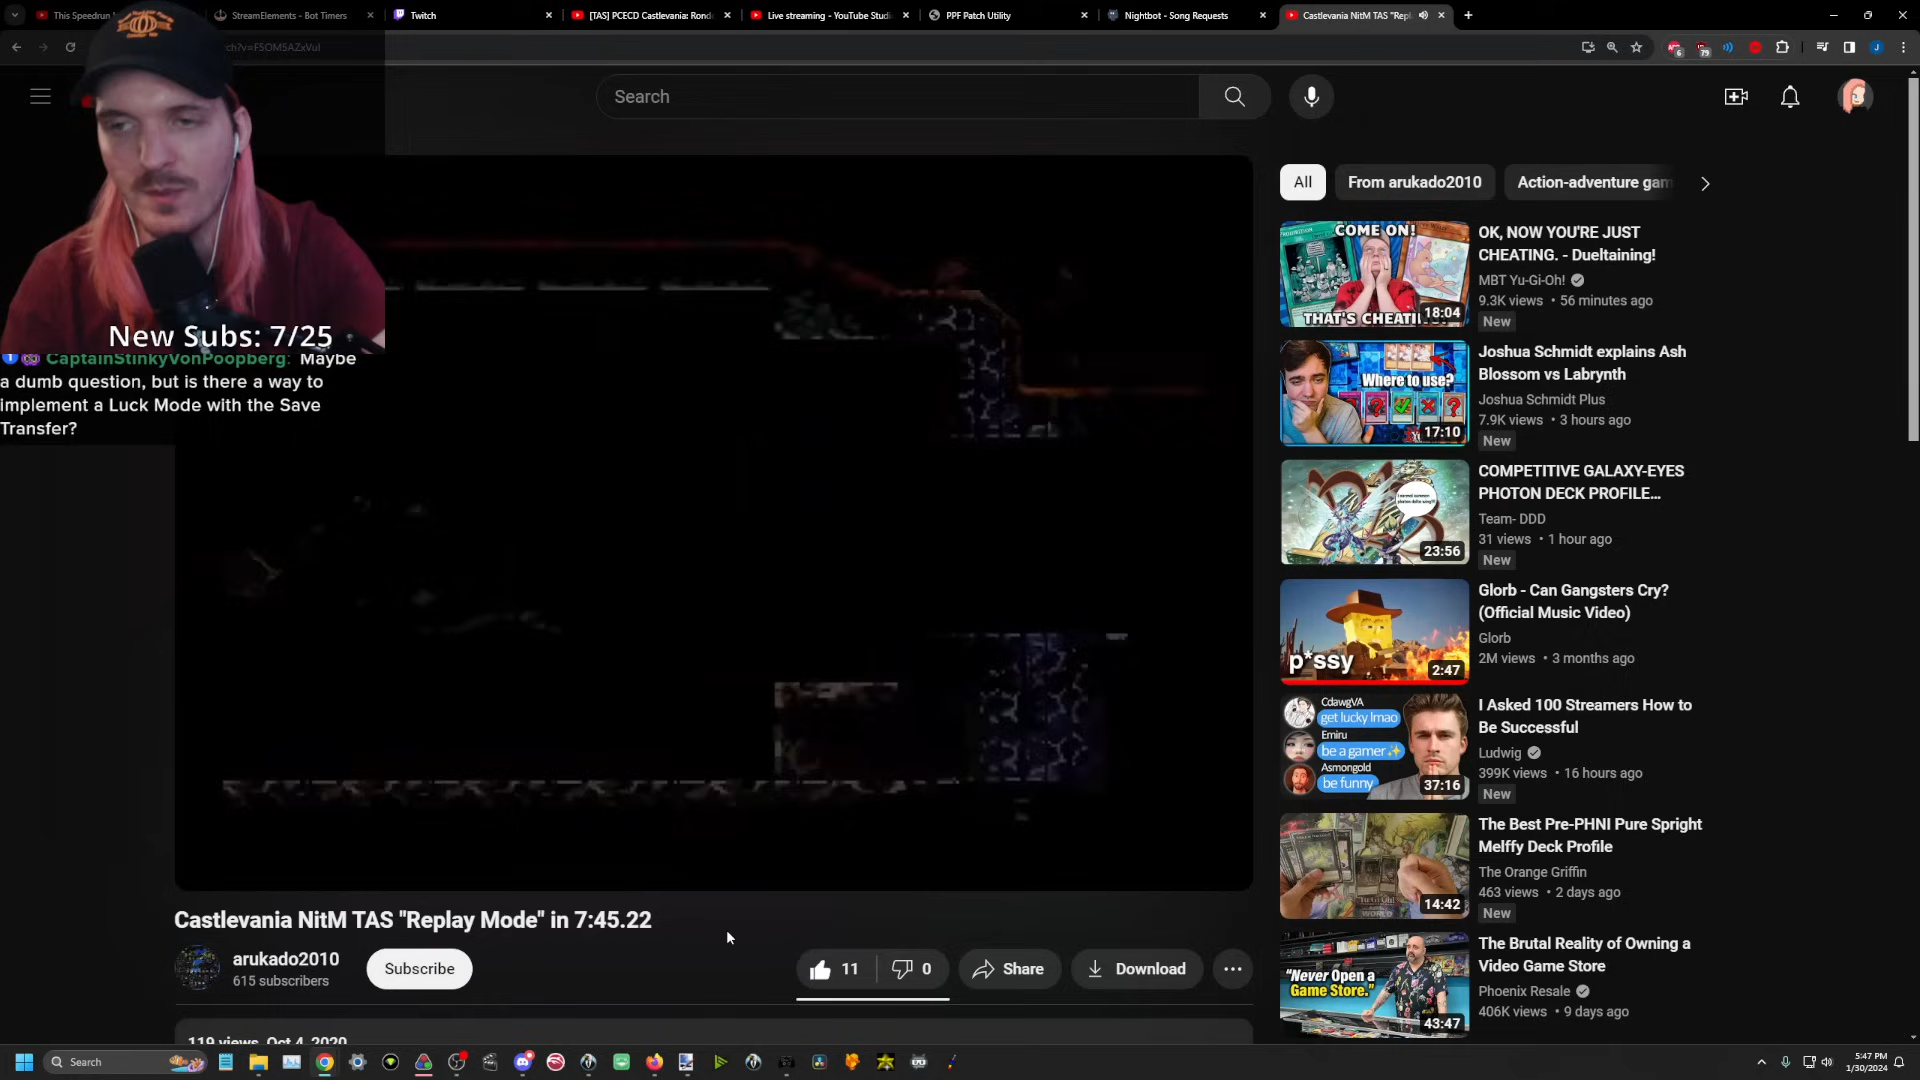 This Speedrun
StreamElements - Bot Timers
Twitch
[TAS] PCECD Castlevania: Rond
Live streaming - YouTube Studi
PPF Patch Utility
Nightbot - Song Requests
Castlevania NitM TAS "Repl
Search
All
From arukado2010
Action-adventure gam
COME ON!
THAT'S CHEATI
18:04
OK, NOW YOU'RE JUST
CHEATING. - Dueltaining!
MBT Yu-Gi-Oh!
9.3K views • 56 minutes ago
New
Where to use?
17:10
Joshua Schmidt explains Ash
Blossom vs Labrynth
Joshua Schmidt Plus
7.9K views • 3 hours ago
New
23:56
COMPETITIVE GALAXY-EYES
PHOTON DECK PROFILE...
Team- DDD
31 views • 1 hour ago
New
p*ssy
2:47
Glorb - Can Gangsters Cry?
(Official Music Video)
Glorb
2M views • 3 months ago
CdawgVA
get lucky lmao
Emiru
be a gamer
Asmongold
be funny
37:16
I Asked 100 Streamers How to
Be Successful
Ludwig
399K views • 16 hours ago
New
14:42
The Best Pre-PHNI Pure Spright
Melffy Deck Profile
The Orange Griffin
463 views • 2 days ago
New
"Never Open a
Game Store."
43:47
The Brutal Reality of Owning a
Video Game Store
Phoenix Resale
406K views • 9 days ago
New Subs: 7/25
CaptainStinkyVonPoopberg: Maybe
a dumb question, but is there a way to
implement a Luck Mode with the Save
Transfer?
Castlevania NitM TAS "Replay Mode" in 7:45.22
arukado2010
615 subscribers
Subscribe
11
0
Share
Download
119 views Oct 4, 2020
Search
5:47 PM
1/30/2024